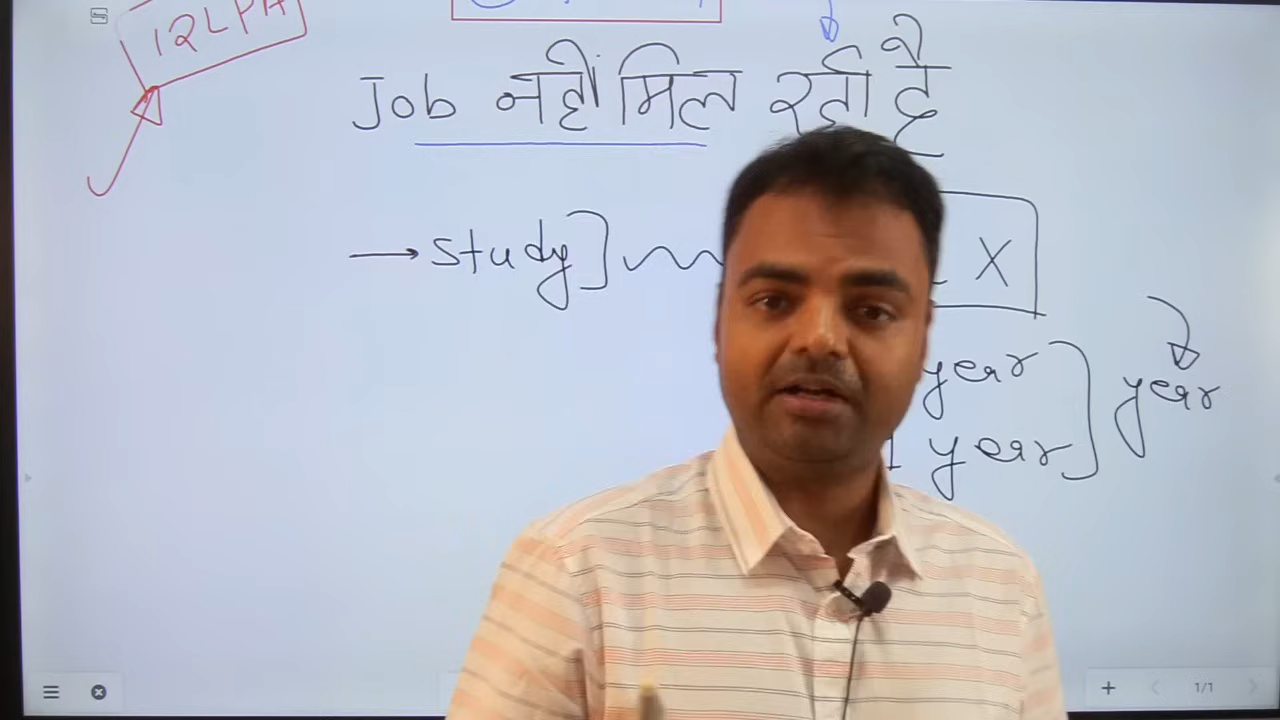 12LPA
Job नहीं मिल रही है
→ study] X
year
year
year
1/1